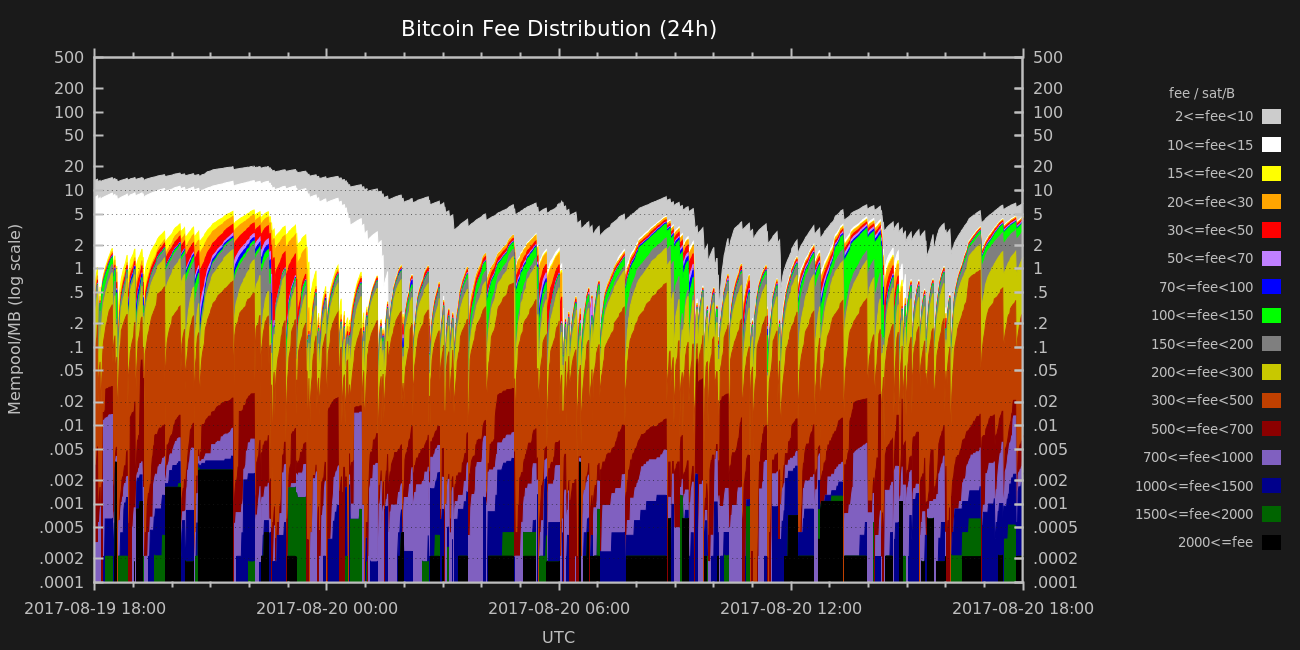 Bitcoin Fee Distribution (24h)
500
200
100
50
20
10
5
2
1
.5
.2
.1
.05
.02
.01
.005
.002
.001
.0005
.0002
.0001
Mempool/MB (log scale)
500
200
100
50
20
10
5
2
1
.5
.2
.1
.05
.02
.01
.005
.002
.001
.0005
.0002
.0001
2017-08-19 18:00
2017-08-20 00:00
2017-08-20 06:00
2017-08-20 12:00
2017-08-20 18:00
UTC
fee / sat/B
2<=fee<10
10<=fee<15
15<=fee<20
20<=fee<30
30<=fee<50
50<=fee<70
70<=fee<100
100<=fee<150
150<=fee<200
200<=fee<300
300<=fee<500
500<=fee<700
700<=fee<1000
1000<=fee<1500
1500<=fee<2000
2000<=fee